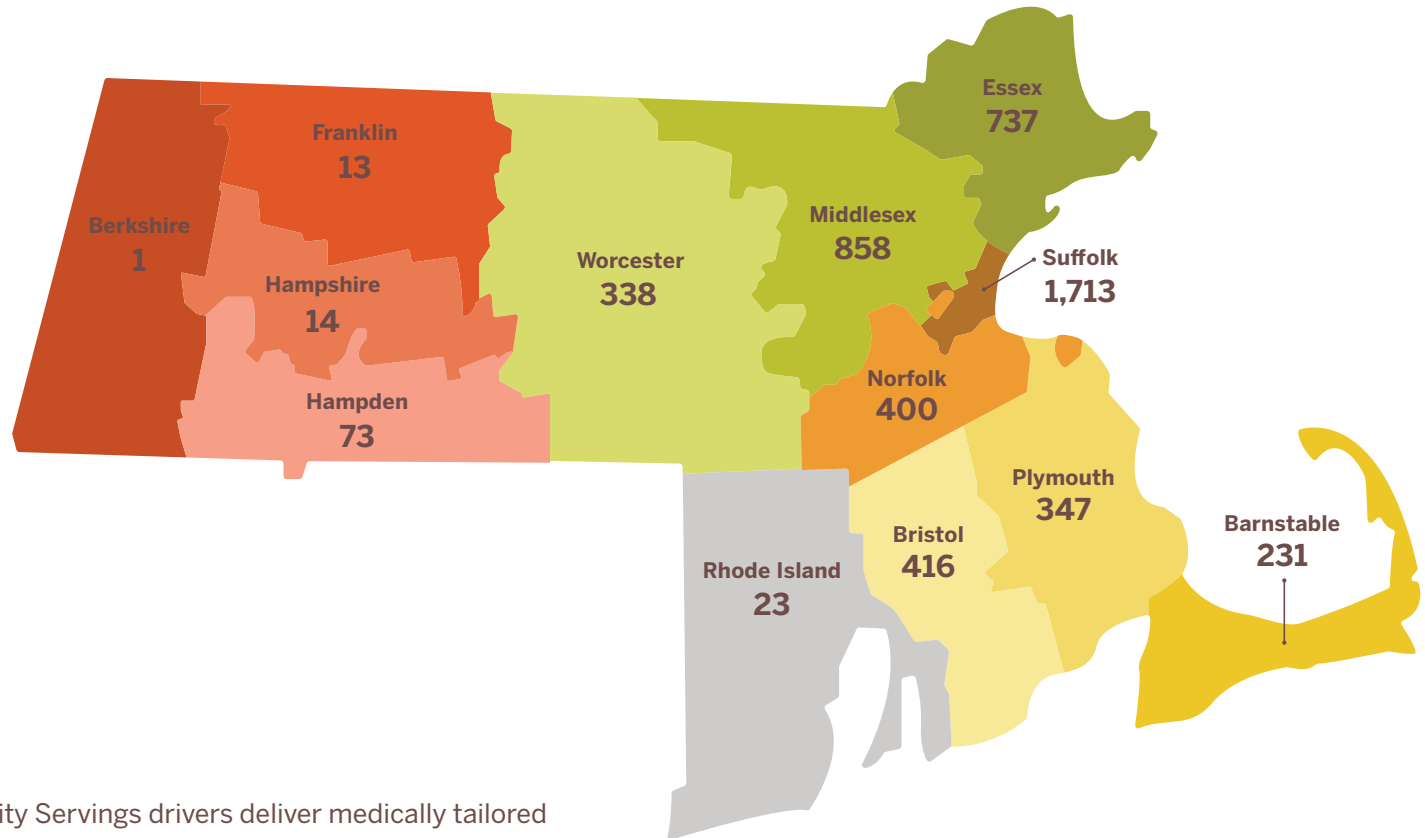 Essex
737
Franklin
13
Middlesex
858
Berkshire
1
Worcester
338
Suffolk
1,713
Hampshire
14
Norfolk
400
Hampden
73
Plymouth
347
Bristol
416
Barnstable
231
Rhode Island
23
ity Servings drivers deliver medically tailored